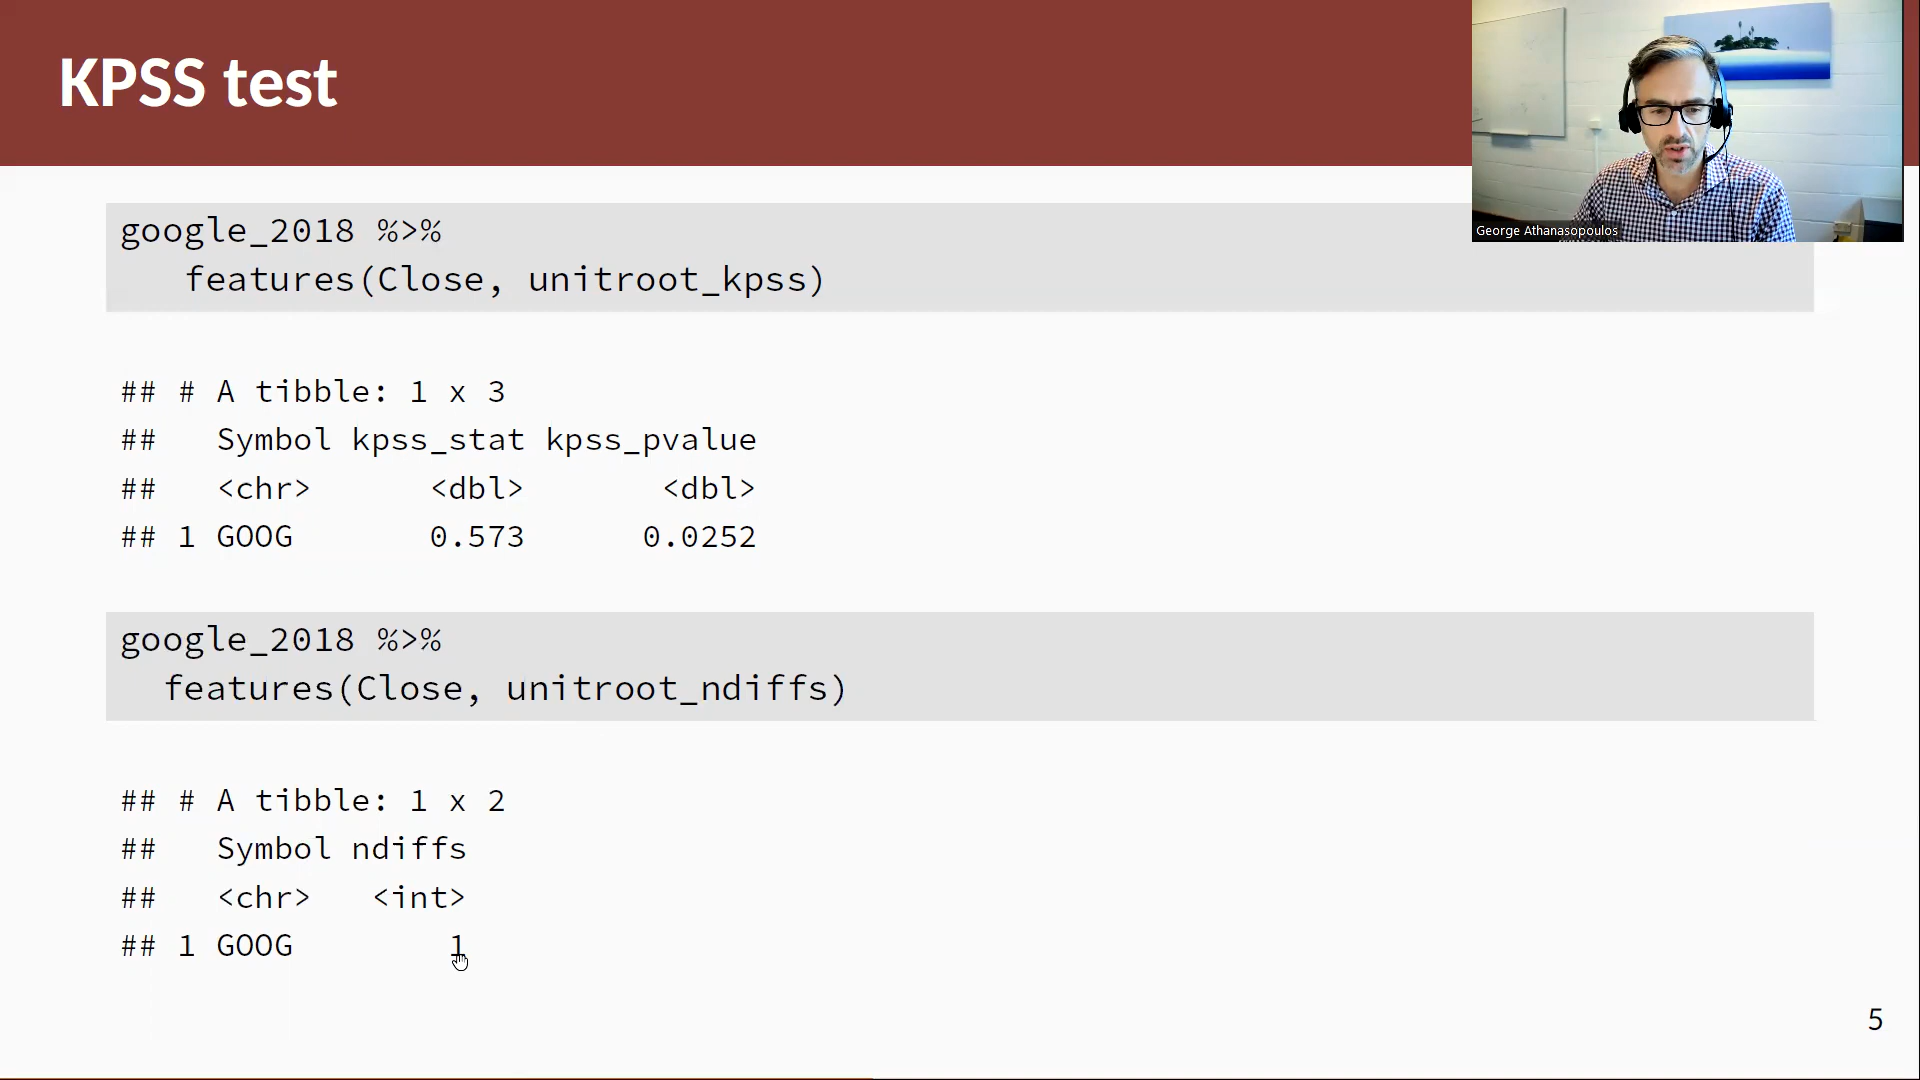 KPSS test
George Athanasopoulos
google_2018 %>%
features(Close, unitroot_kpss)
## # A tibble: 1 x 3
## Symbol kpss_stat kpss_pvalue
## <chr> <dbl> <dbl>
## 1 GOOG 0.573 0.0252
google_2018 %>%
features(Close, unitroot_ndiffs)
## # A tibble: 1 x 2
## Symbol ndiffs
## <chr> <int>
## 1 GOOG 1
5